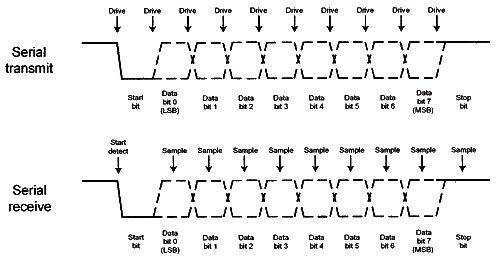 Drive Drive Drive Drive Drive Drive Drive Drive Drive Drive
Serial
transmit
Start
bit
Data
bit 0
(LSB)
Data
bit 1
Data
bit 2
Data
bit 3
Data
bit 4
Data
bit 5
Data
bit 6
Data
bit 7
(MSB)
Stop
bit
Start
detect
Sample Sample Sample Sample Sample Sample Sample Sample Sample
Serial
receive
Start
bit
Data
bit 0
(LSB)
Data
bit 1
Data
bit 2
Data
bit 3
Data
bit 4
Data
bit 5
Data
bit 6
Data
bit 7
(MSB)
Stop
bit